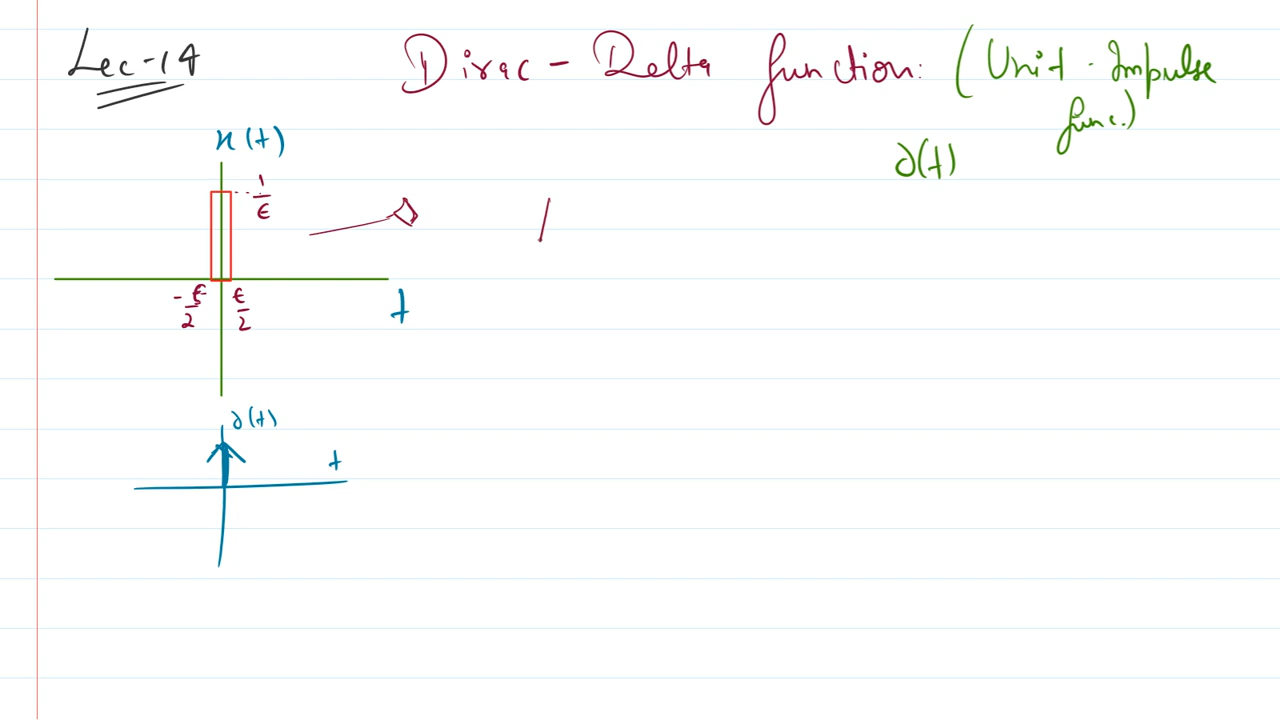 Lec-14 Dirac-Delta function: (Unit-Impulse
func.)
∂(t)
x(t)
1/ϵ
-ϵ/2 ϵ/2
t
∂(t)
t